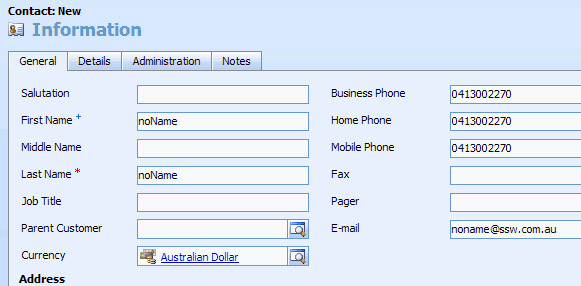 Contact: New
Information
General Details Administration Notes
Salutation Business Phone 0413002270
First Name + noName Home Phone 0413002270
Middle Name Mobile Phone 0413002270
Last Name * noName Fax
Job Title Pager
Parent Customer E-mail noname@ssw.com.au
Currency Australian Dollar
Address